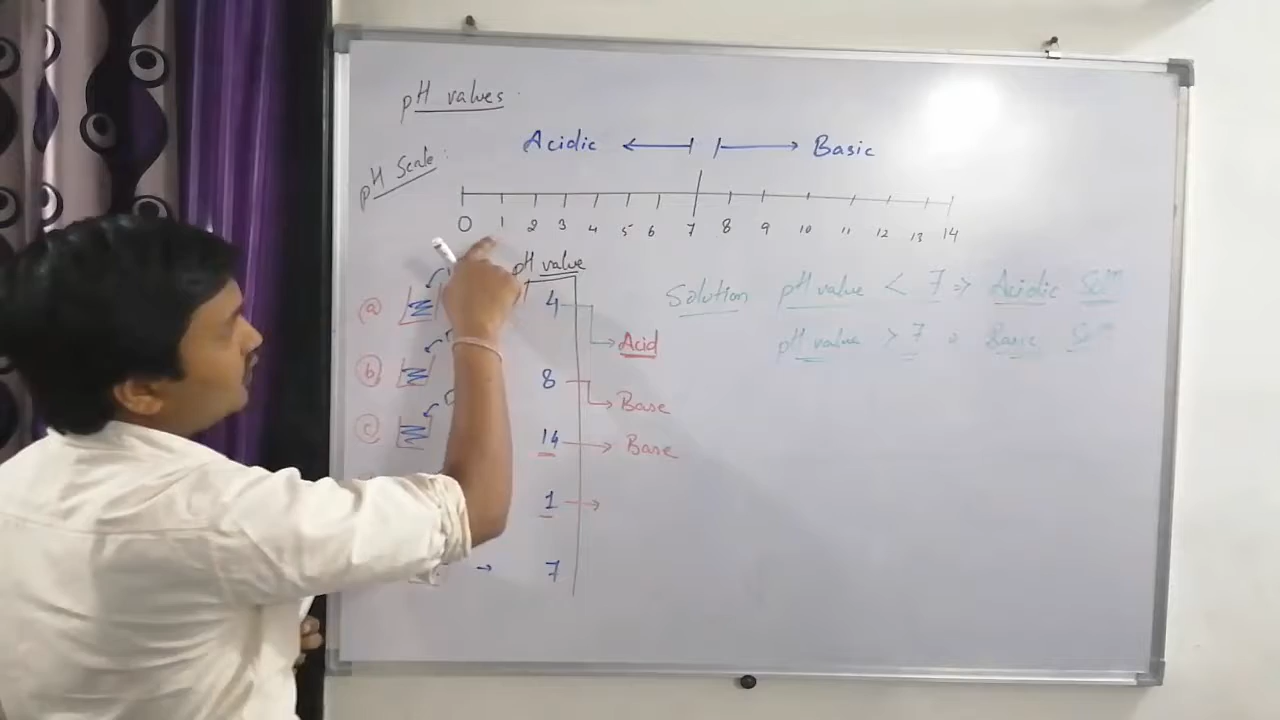 pH values
Acidic Basic
pH Scale:
0 1 2 3 4 5 6 7 8 9 10 11 12 13 14
pH value
Solution pH value < 7 => Acidic Solⁿ
pH value > 7 Basic Solⁿ
a 4
Acid
b 8
Base
c 14 Base
1
7